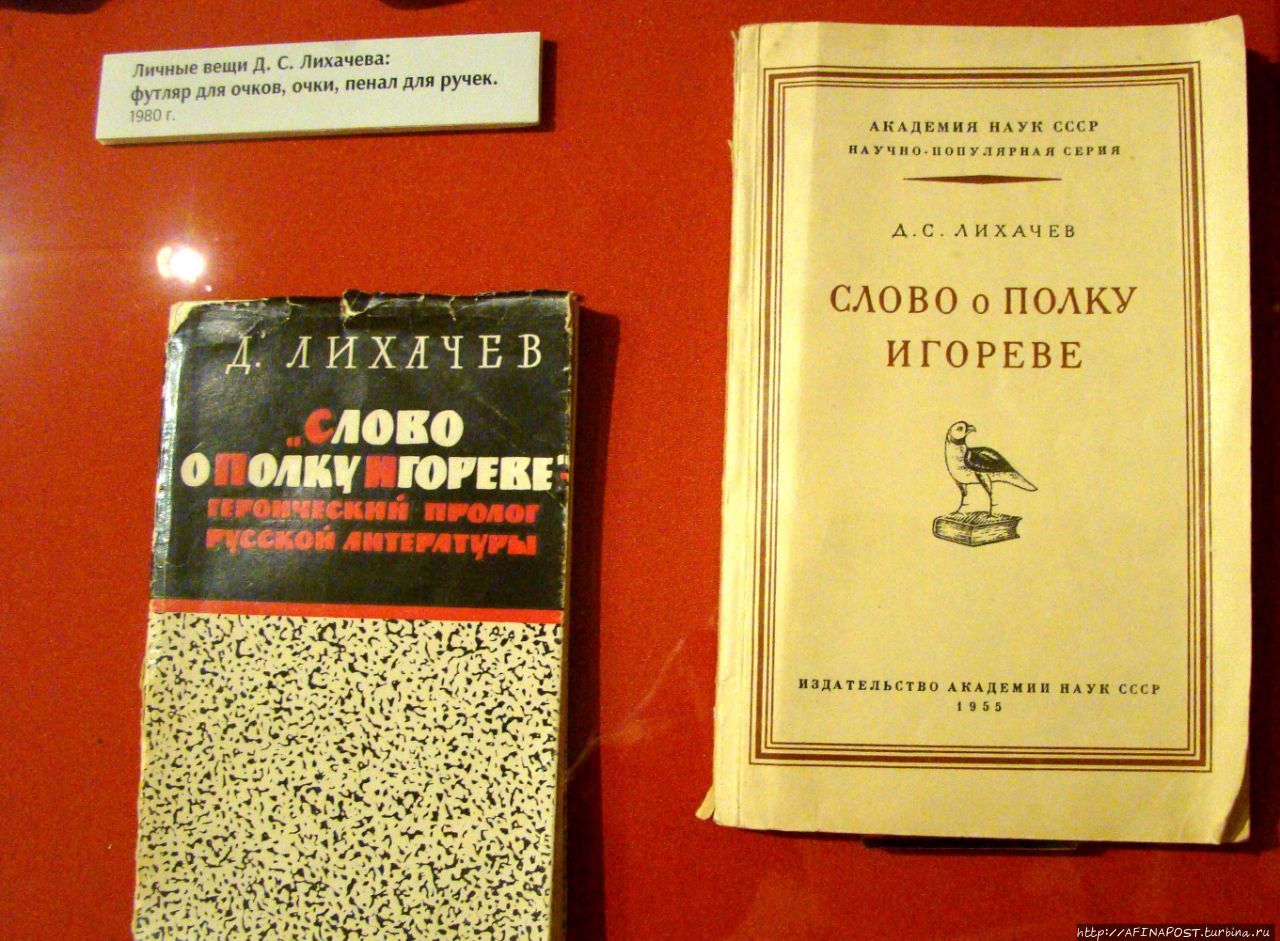 Личные вещи Д. С. Лихачева:
футляр для очков, очки, пенал для ручек.
1980 г.
Д. ЛИХАЧЕВ
„СЛОВО
О ПОЛКУ ИГОРЕВЕ“-
ГЕРОИЧЕСКИЙ ПРОЛОГ
РУССКОЙ ЛИТЕРАТУРЫ
АКАДЕМИЯ НАУК СССР
НАУЧНО-ПОПУЛЯРНАЯ СЕРИЯ
Д. С. ЛИХАЧЕВ
СЛОВО о ПОЛКУ
ИГОРЕВЕ
ИЗДАТЕЛЬСТВО АКАДЕМИИ НАУК СССР
1955
http://AFINAPOST.turbina.ru